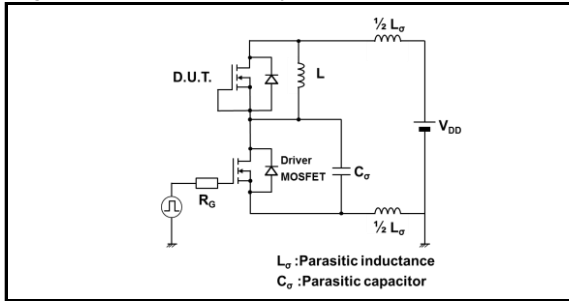 ½ Lσ
D.U.T.
L
VDD
Driver
MOSFET
Cσ
RG
½ Lσ
Lσ :Parasitic inductance
Cσ :Parasitic capacitor